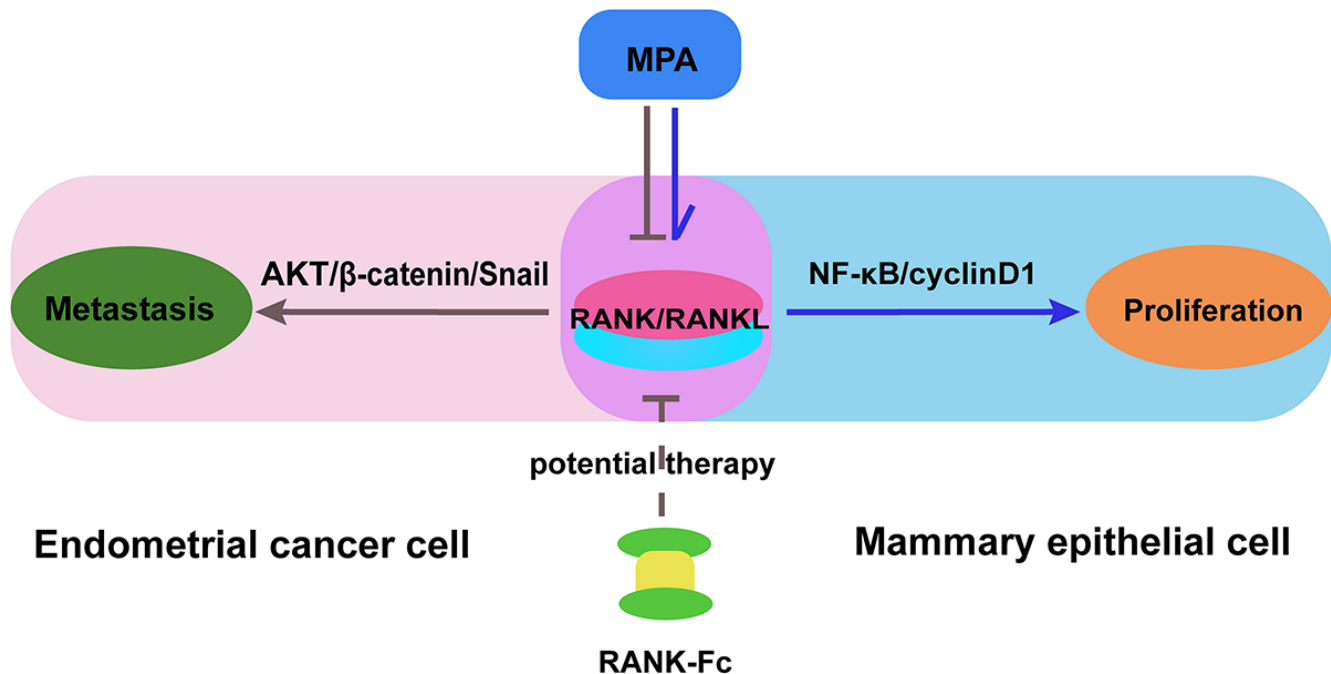 MPA
AKT/β-catenin/Snail
NF-κB/cyclinD1
Metastasis
RANK/RANKL
Proliferation
potential therapy
Endometrial cancer cell
Mammary epithelial cell
RANK-Fc